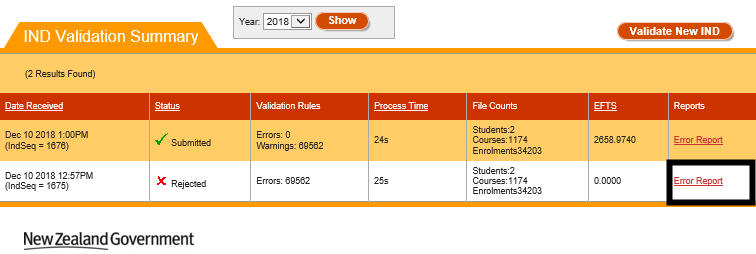 Year: 2018 Show
IND Validation Summary
Validate New IND
(2 Results Found)
Date Received Status Validation Rules Process Time File Counts EFTS Reports
Dec 10 2018 1:00PM
(IndSeq = 1676)
Submitted
Errors: 0
Warnings: 69562
24s
Students:2
Courses:1174
Enrolments34203
2658.9740
Error Report
Dec 10 2018 12:57PM
(IndSeq = 1675)
Rejected
Errors: 69562
25s
Students:2
Courses:1174
Enrolments34203
0.0000
Error Report
New Zealand Government